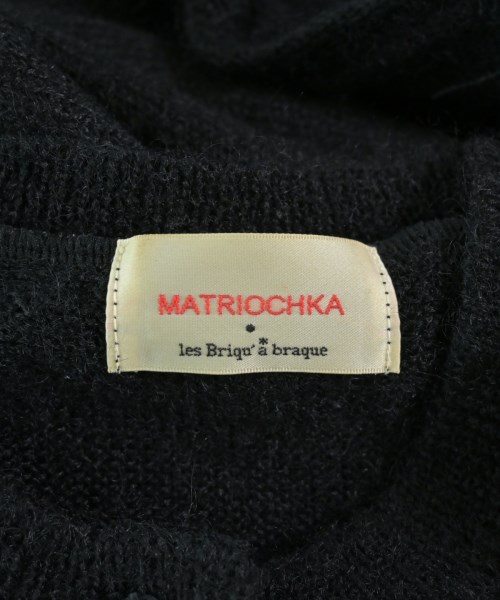 MATRIOCHKA
•
les Briqu'à braque